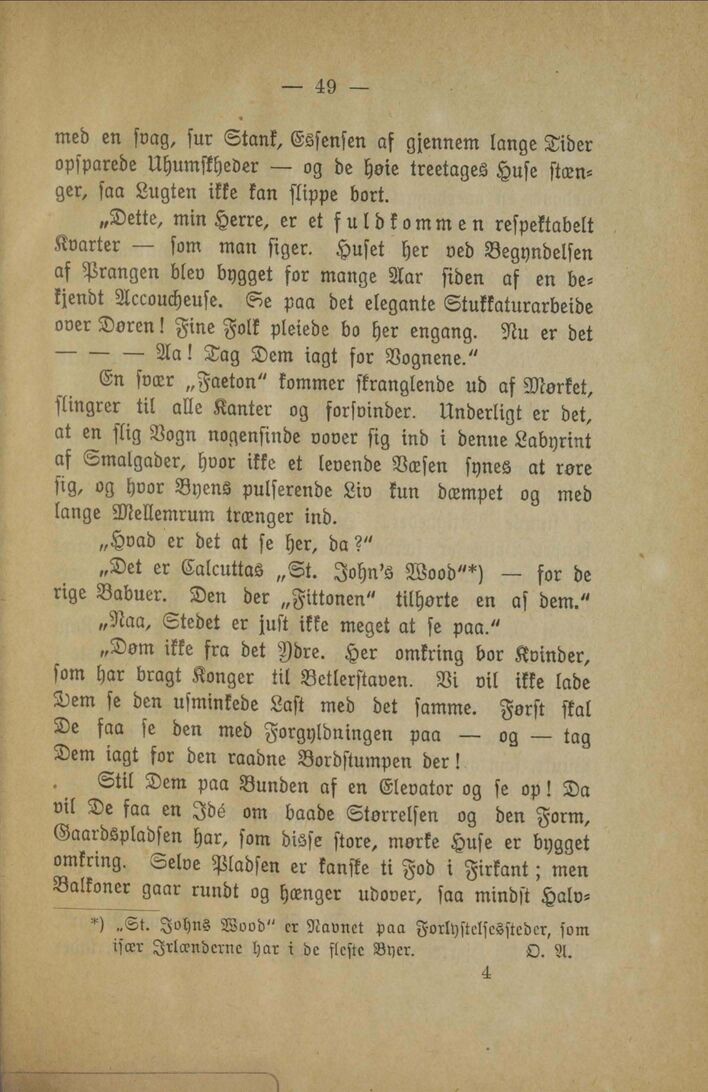 — 49 —
med en svag, sur Stank, Essensen af gjennem lange Tider
opsparede Uhumskheder — og de høie treetages Huse stæn-
ger, saa Lugten ikke kan slippe bort.
„Dette, min Herre, er et fuldkommen respektabelt
Kvarter — som man siger. Huset her ved Begyndelsen
af Prangen blev bygget for mange Aar siden af en be-
kjendt Accoucheuse. Se paa det elegante Stukkaturarbeide
over Døren! Fine Folk pleiede bo her engang. Nu er det
— — — Aa! Tag Dem iagt for Vognene.“
En svær „Faeton“ kommer skranglende ud af Mørket,
slingrer til alle Kanter og forsvinder. Underligt er det,
at en slig Vogn nogensinde vover sig ind i denne Labyrint
af Smalgader, hvor ikke et levende Væsen synes at røre
sig, og hvor Byens pulserende Liv kun dæmpet og med
lange Mellemrum trænger ind.
„Hvad er det at se her, da?“
„Det er Calcuttas „St. John's Wood“*) — for de
rige Babuer. Den der „Fittonen“ tilhørte en af dem.“
„Naa, Stedet er just ikke meget at se paa.“
„Døm ikke fra det Ydre. Her omkring bor Kvinder,
som har bragt Konger til Betlerstaven. Vi vil ikke lade
Dem se den usminkede Last med det samme. Først skal
De faa se den med Forgyldningen paa — og — tag
Dem iagt for den raadne Bordstumpen der!
Stil Dem paa Bunden af en Elevator og se op! Da
vil De faa en Idé om baade Størrelsen og den Form,
Gaardspladsen har, som disse store, mørke Huse er bygget
omkring. Selve Pladsen er kanske ti Fod i Firkant; men
Balkoner gaar rundt og hænger udover, saa mindst Halv-
*) „St. Johns Wood“ er Navnet paa Forlystelsessteder, som
især Irlænderne har i de fleste Byer. O. A.
4